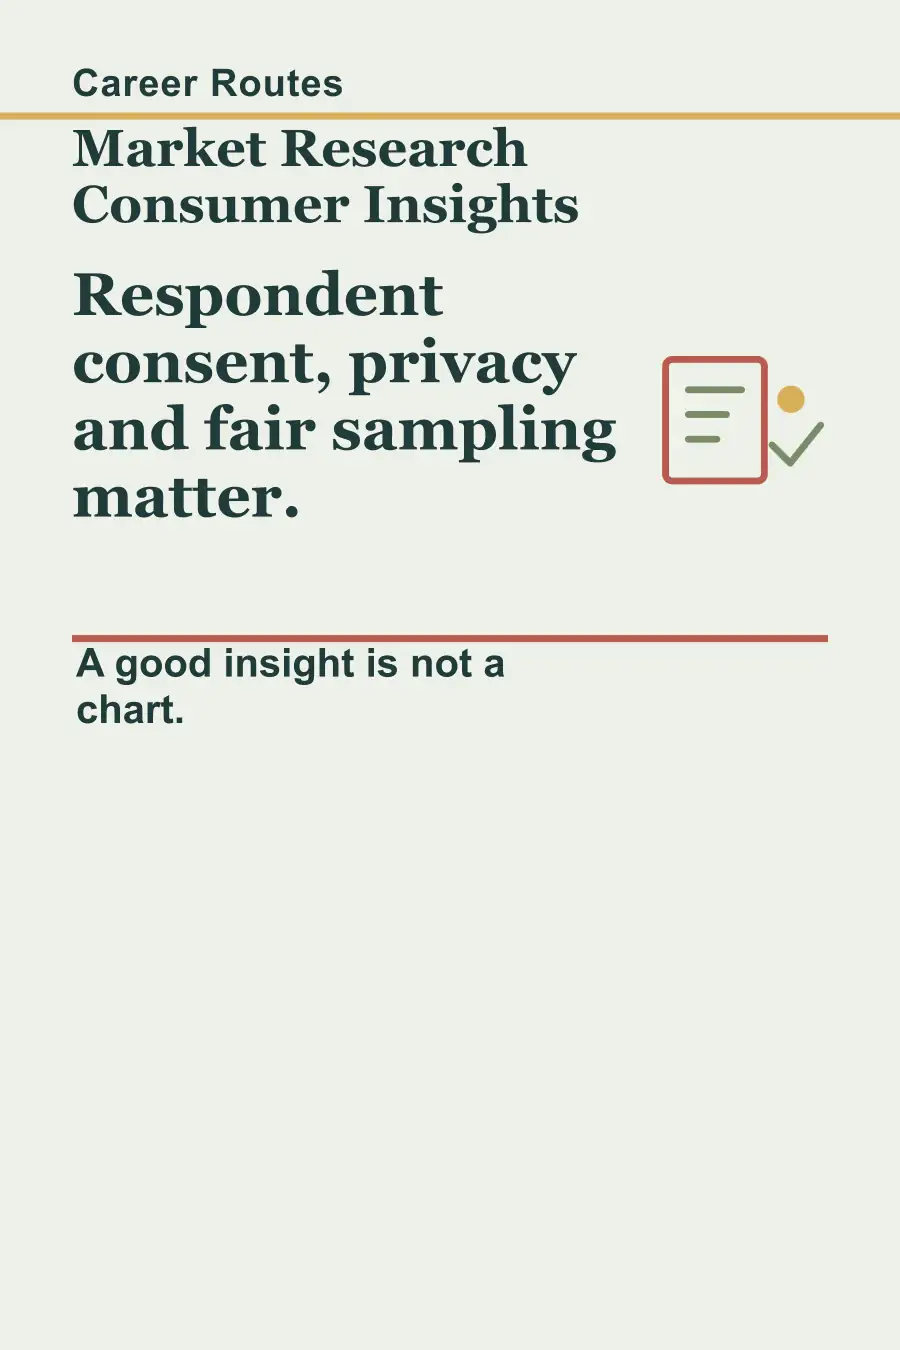 Career Routes
Market Research
Consumer Insights
Respondent
consent, privacy
and fair sampling
matter.
A good insight is not a
chart.